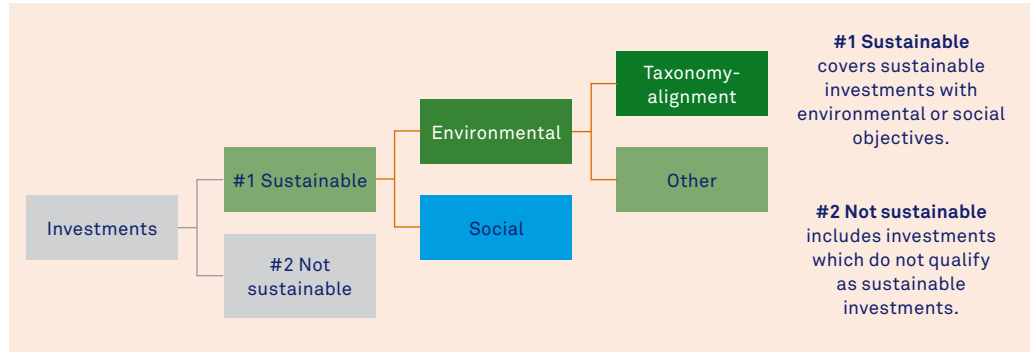 Investments
#1 Sustainable
#2 Not
sustainable
Environmental
Social
Taxonomy-
alignment
Other
#1 Sustainable
covers sustainable
investments with
environmental or social
objectives.
#2 Not sustainable
includes investments
which do not qualify
as sustainable
investments.